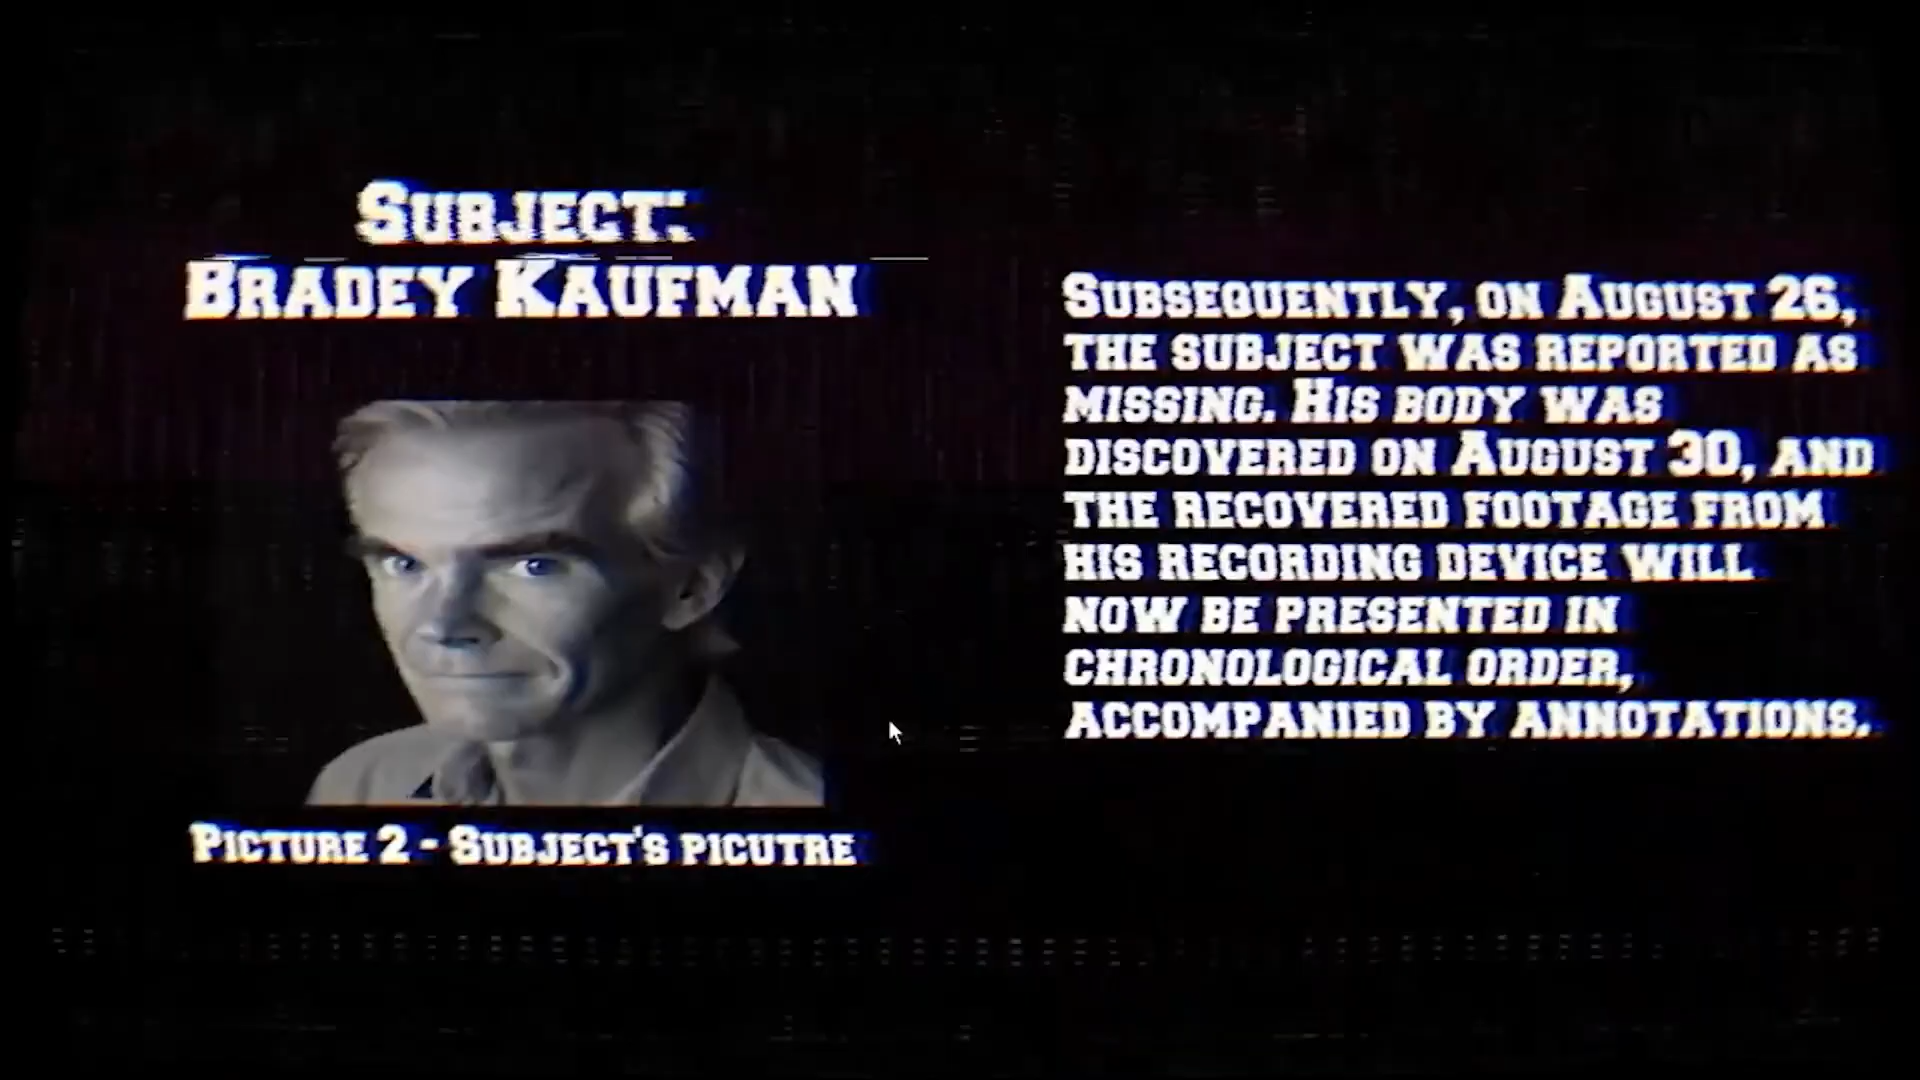 SUBJECT:
BRADEY KAUFMAN
PICTURE 2 - SUBJECT'S PICUTRE
SUBSEQUENTLY, ON AUGUST 26,
THE SUBJECT WAS REPORTED AS
MISSING. HIS BODY WAS
DISCOVERED ON AUGUST 30, AND
THE RECOVERED FOOTAGE FROM
HIS RECORDING DEVICE WILL
NOW BE PRESENTED IN
CHRONOLOGICAL ORDER,
ACCOMPANIED BY ANNOTATIONS.